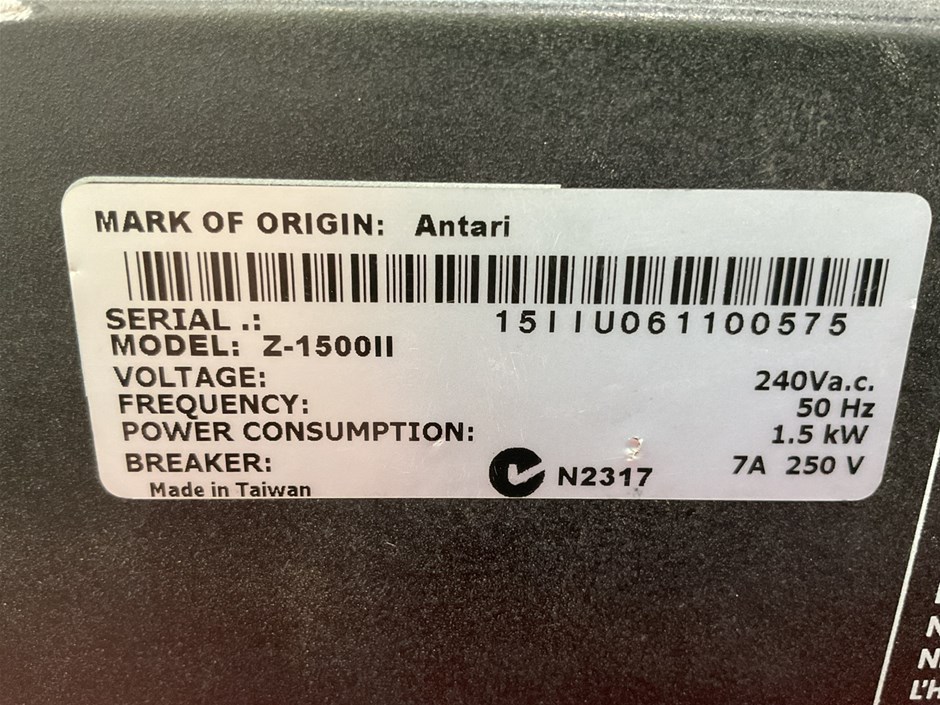 MARK OF ORIGIN: Antari
SERIAL .: 15IIU061100575
MODEL: Z-1500II
VOLTAGE: 240Va.c.
FREQUENCY: 50 Hz
POWER CONSUMPTION: 1.5 kW
BREAKER: N2317 7A 250 V
Made in Taiwan